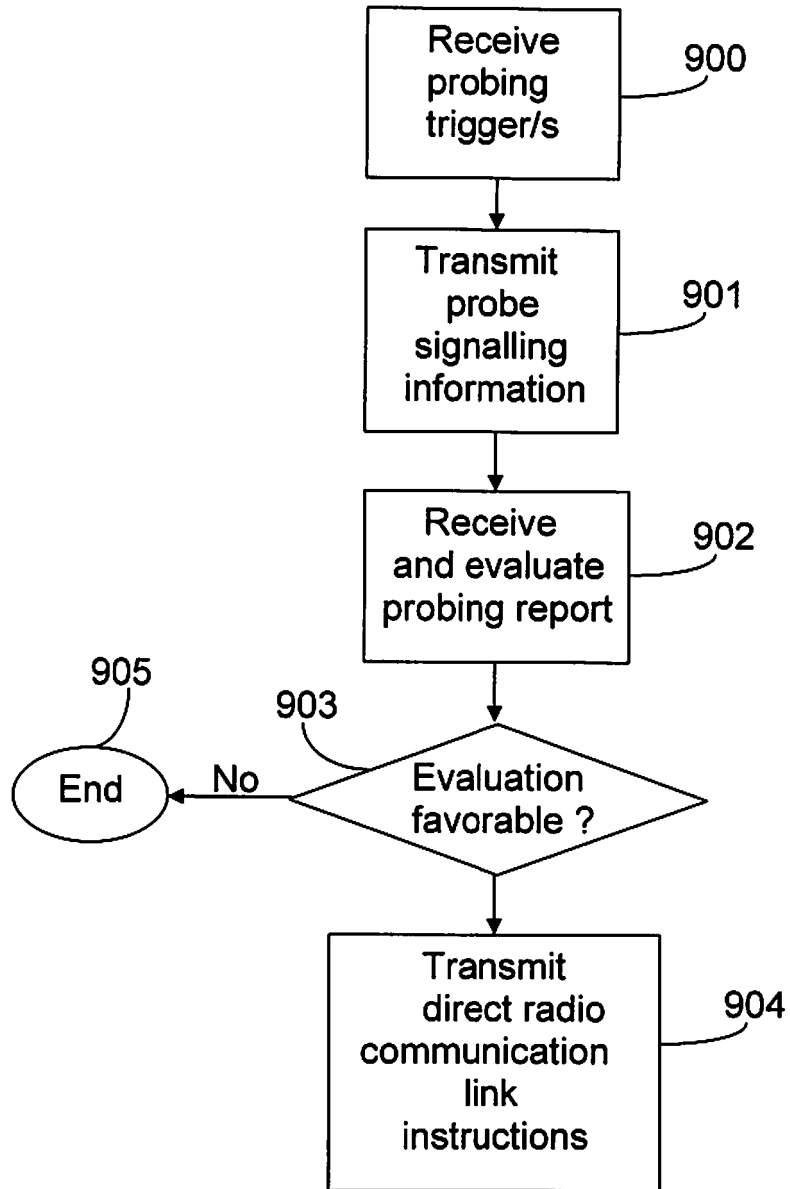 Receive
probing
trigger/s
900
Transmit
probe
signalling
information
901
Receive
and evaluate
probing report
902
905
903
End
No
Evaluation
favorable ?
Transmit
direct radio
communication
link
instructions
904